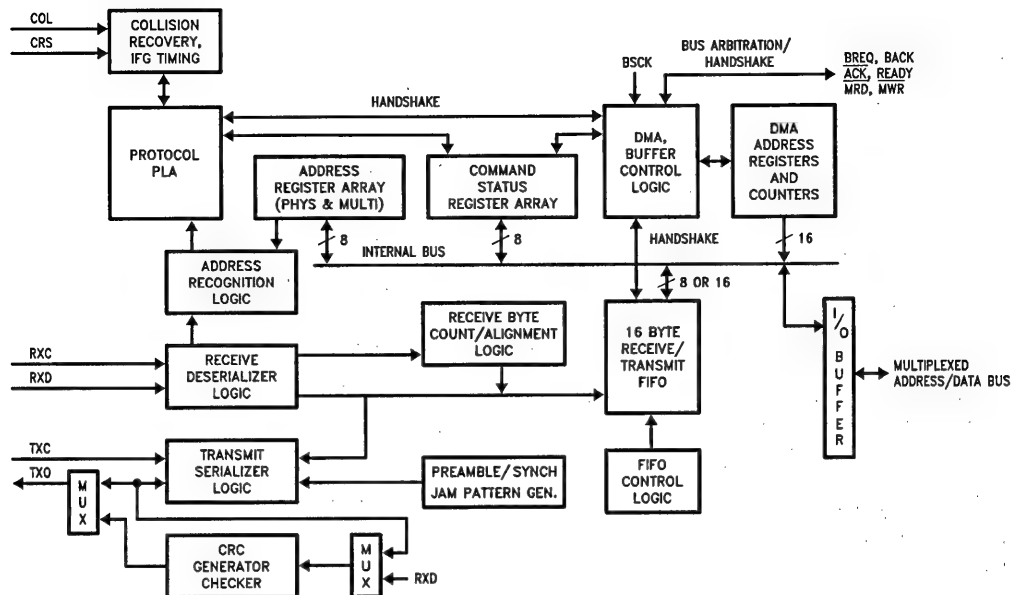 COL
CRS
COLLISION
RECOVERY,
IFG TIMING
BUS ARBITRATION/
HANDSHAKE
BSCK
BREQ, BACK
ACK, READY
MRD, MWR
HANDSHAKE
PROTOCOL
PLA
ADDRESS
REGISTER ARRAY
(PHYS & MULTI)
COMMAND
STATUS
REGISTER ARRAY
DMA,
BUFFER
CONTROL
LOGIC
DMA
ADDRESS
REGISTERS
AND
COUNTERS
8
8
HANDSHAKE
16
INTERNAL BUS
ADDRESS
RECOGNITION
LOGIC
8 OR 16
RECEIVE BYTE
COUNT/ALIGNMENT
LOGIC
16 BYTE
RECEIVE/
TRANSMIT
FIFO
I/O
BUFFER
MULTIPLEXED
ADDRESS/DATA BUS
RXC
RXD
RECEIVE
DESERIALIZER
LOGIC
TXC
TXO
TRANSMIT
SERIALIZER
LOGIC
PREAMBLE/SYNCH
JAM PATTERN GEN.
FIFO
CONTROL
LOGIC
MUX
CRC
GENERATOR
CHECKER
MUX
RXD